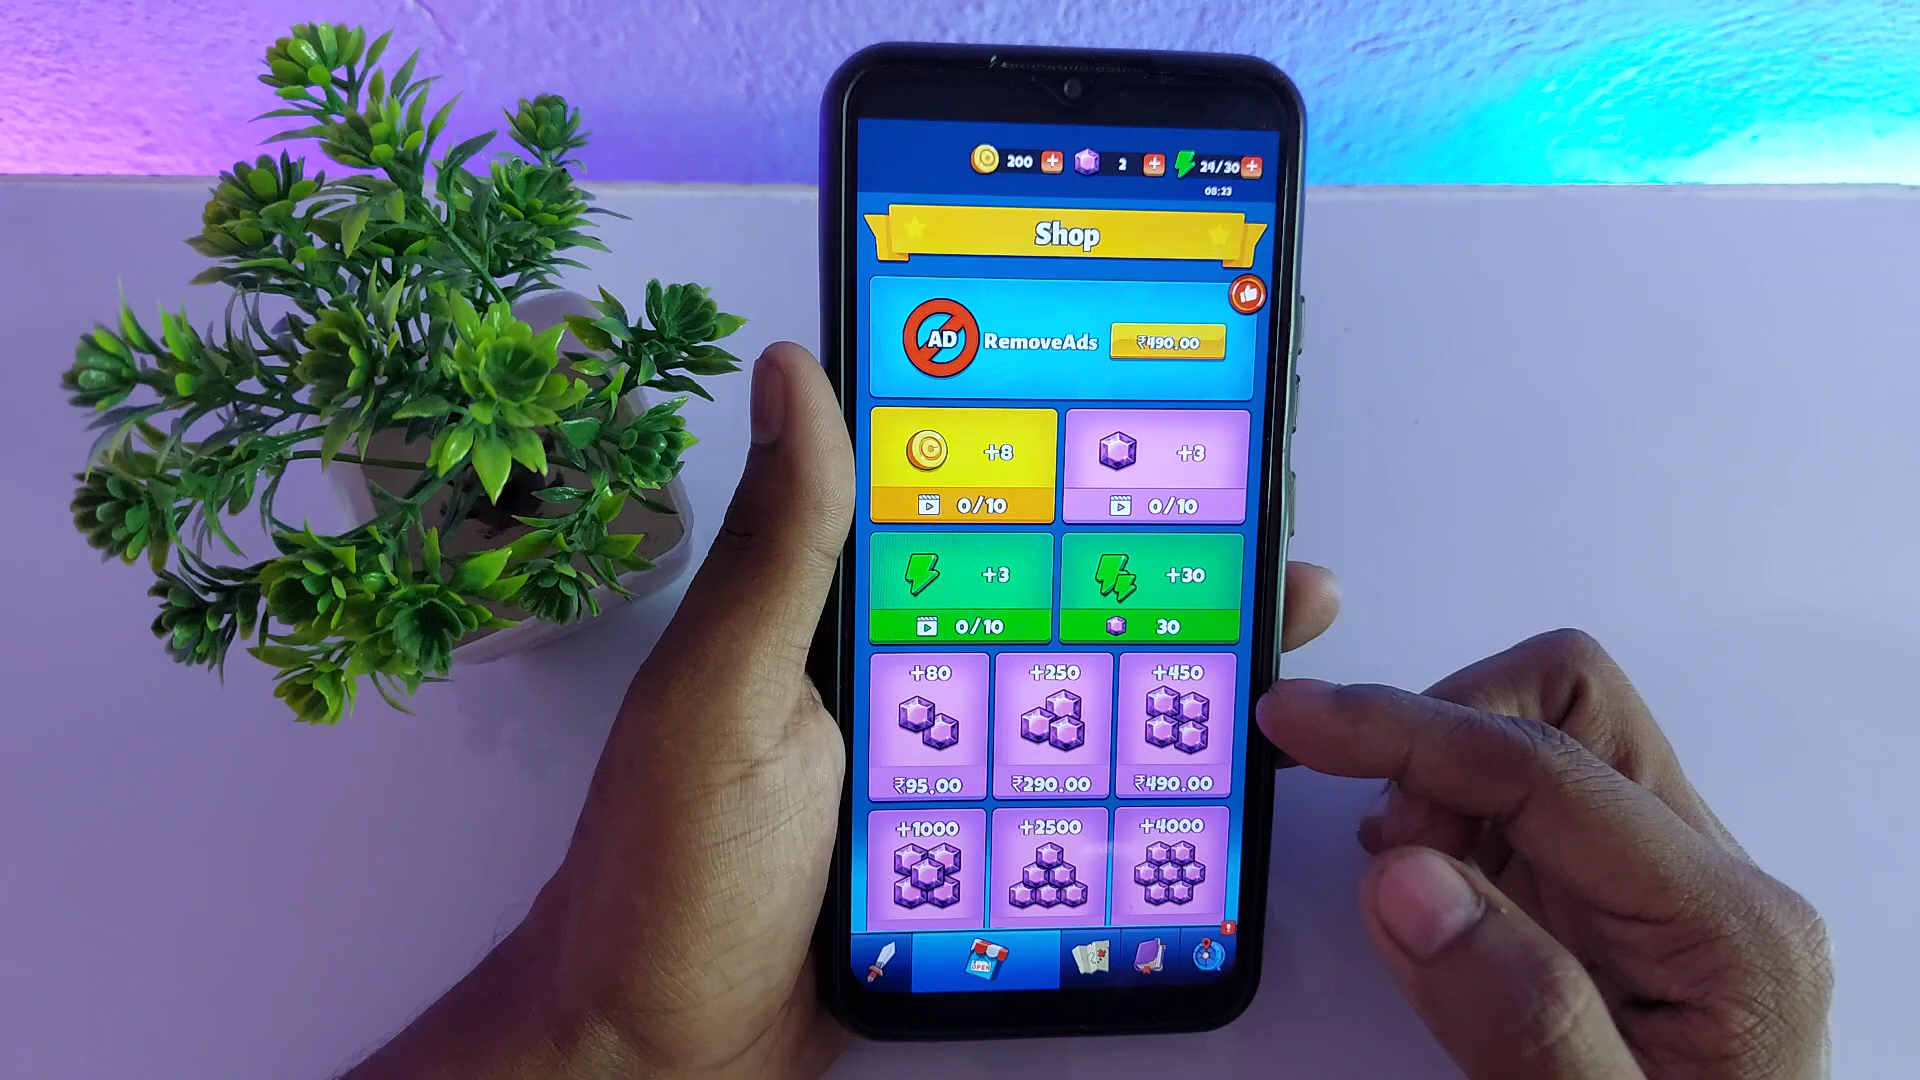 200 2 24/30
08:23
Shop
AD RemoveAds ₹490.00
+8 +3
0/10 0/10
+3 +30
0/10 30
+80 +250 +450
₹95.00 ₹290.00 ₹490.00
+1000 +2500 +4000
OPEN